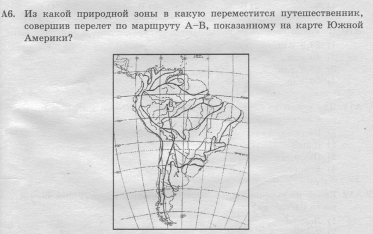 А6. Из какой природной зоны в какую переместится путешественник,
совершив перелет по маршруту А–В, показанному на карте Южной
Америки?